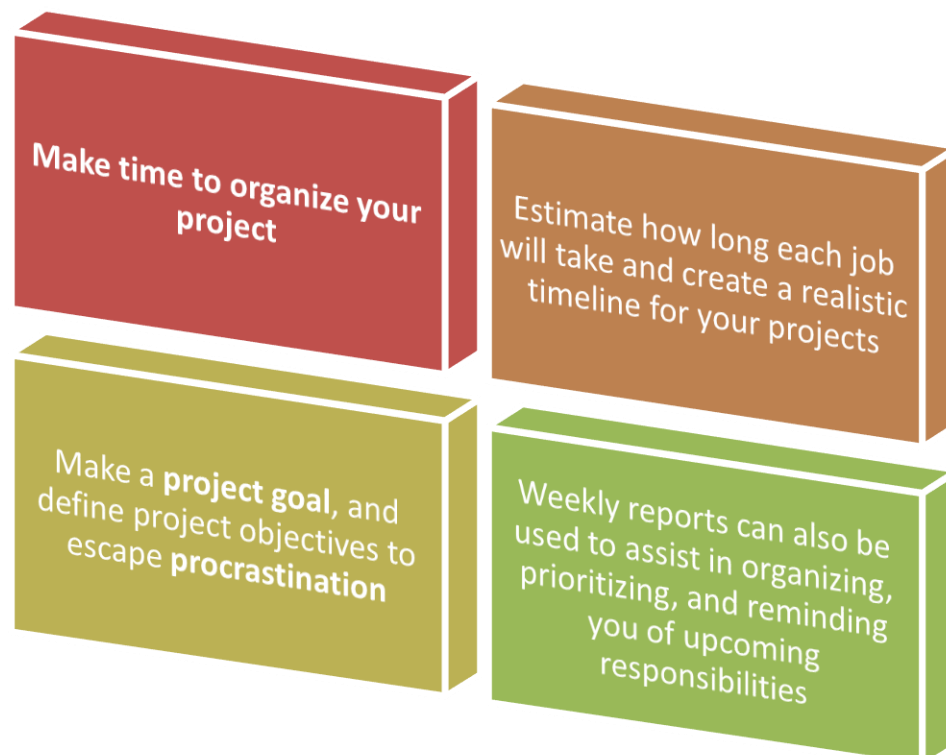 Make time to organize your
project
Estimate how long each job
will take and create a realistic
timeline for your projects
Make a project goal, and
define project objectives to
escape procrastination
Weekly reports can also be
used to assist in organizing,
prioritizing, and reminding
you of upcoming
responsibilities